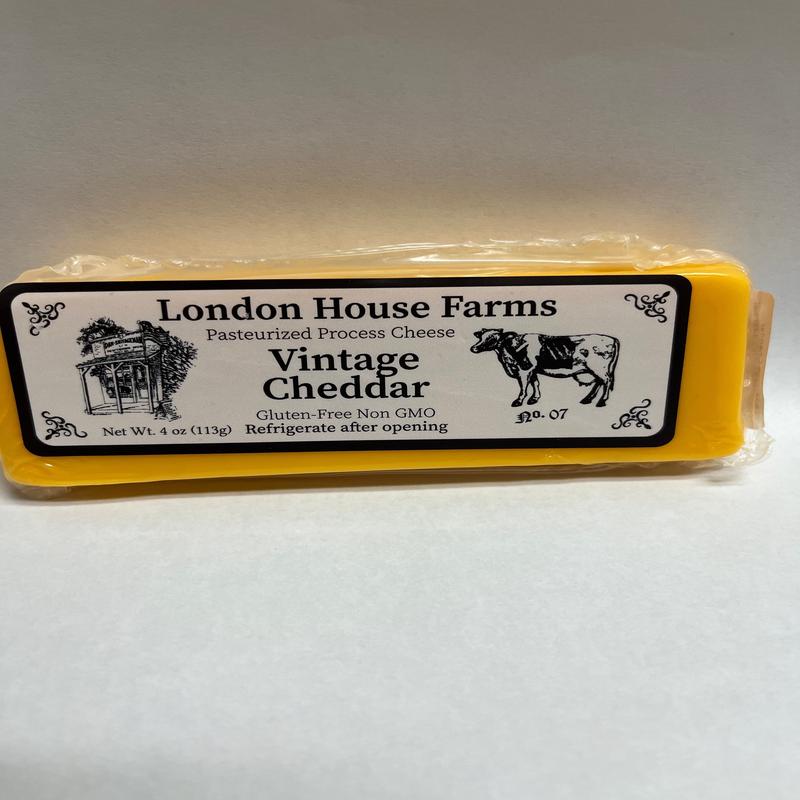 London House Farms
Pasteurized Process Cheese
Vintage
Cheddar
Gluten-Free Non GMO
Net Wt. 4 oz (113g) Refrigerate after opening
No. 07